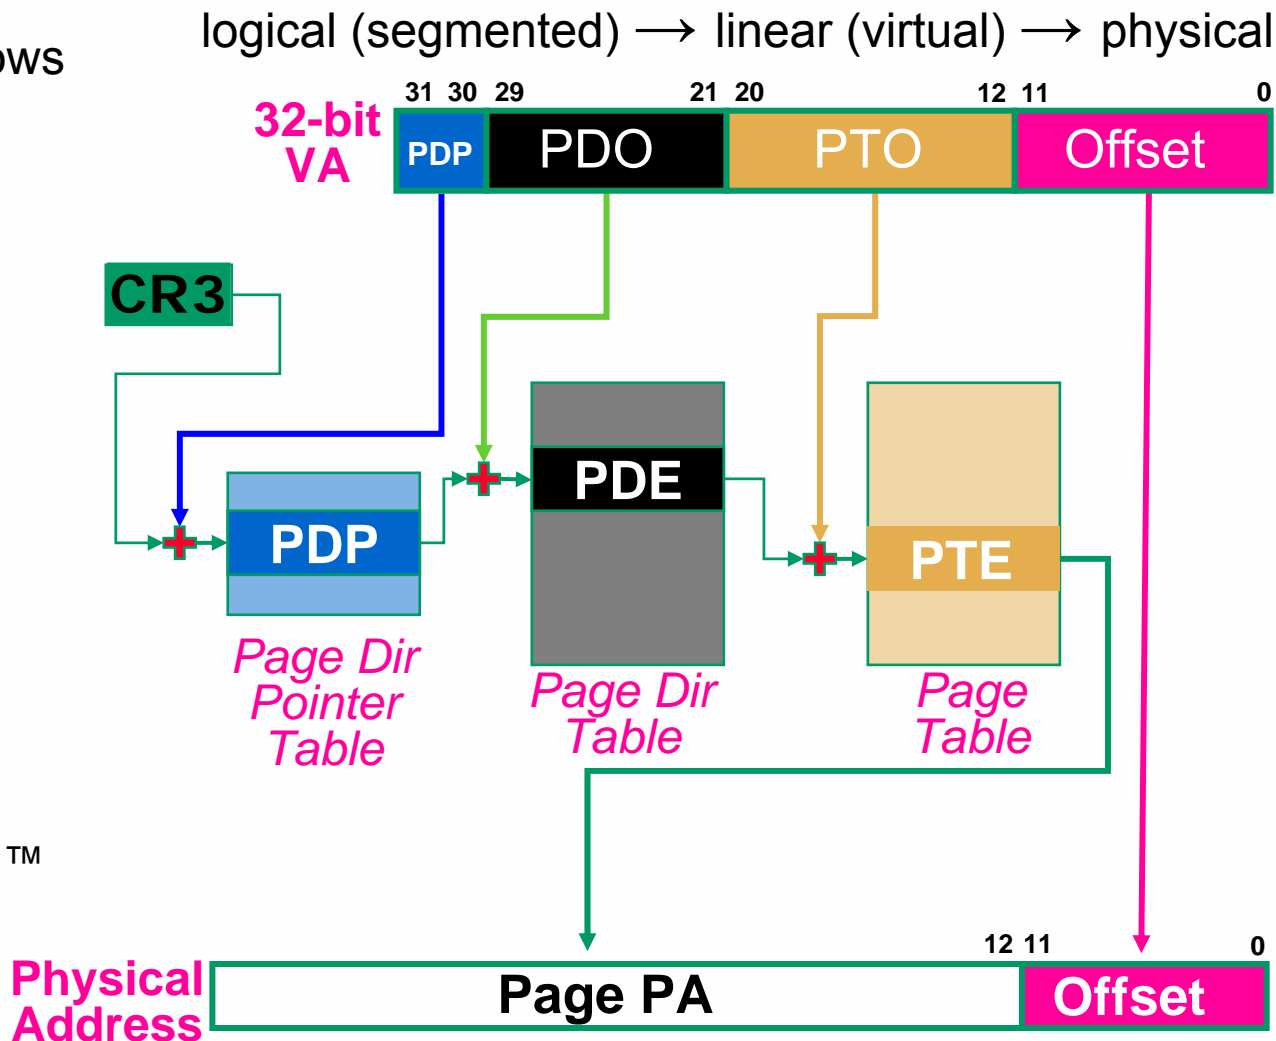 logical (segmented) → linear (virtual) → physical
31 30 29 21 20 12 11 0
32-bit
VA
PDP PDO PTO Offset
CR3
PDE
PDP
PTE
Page Dir
Pointer
Table
Page Dir
Table
Page
Table
TM
12 11 0
Physical
Address
Page PA Offset